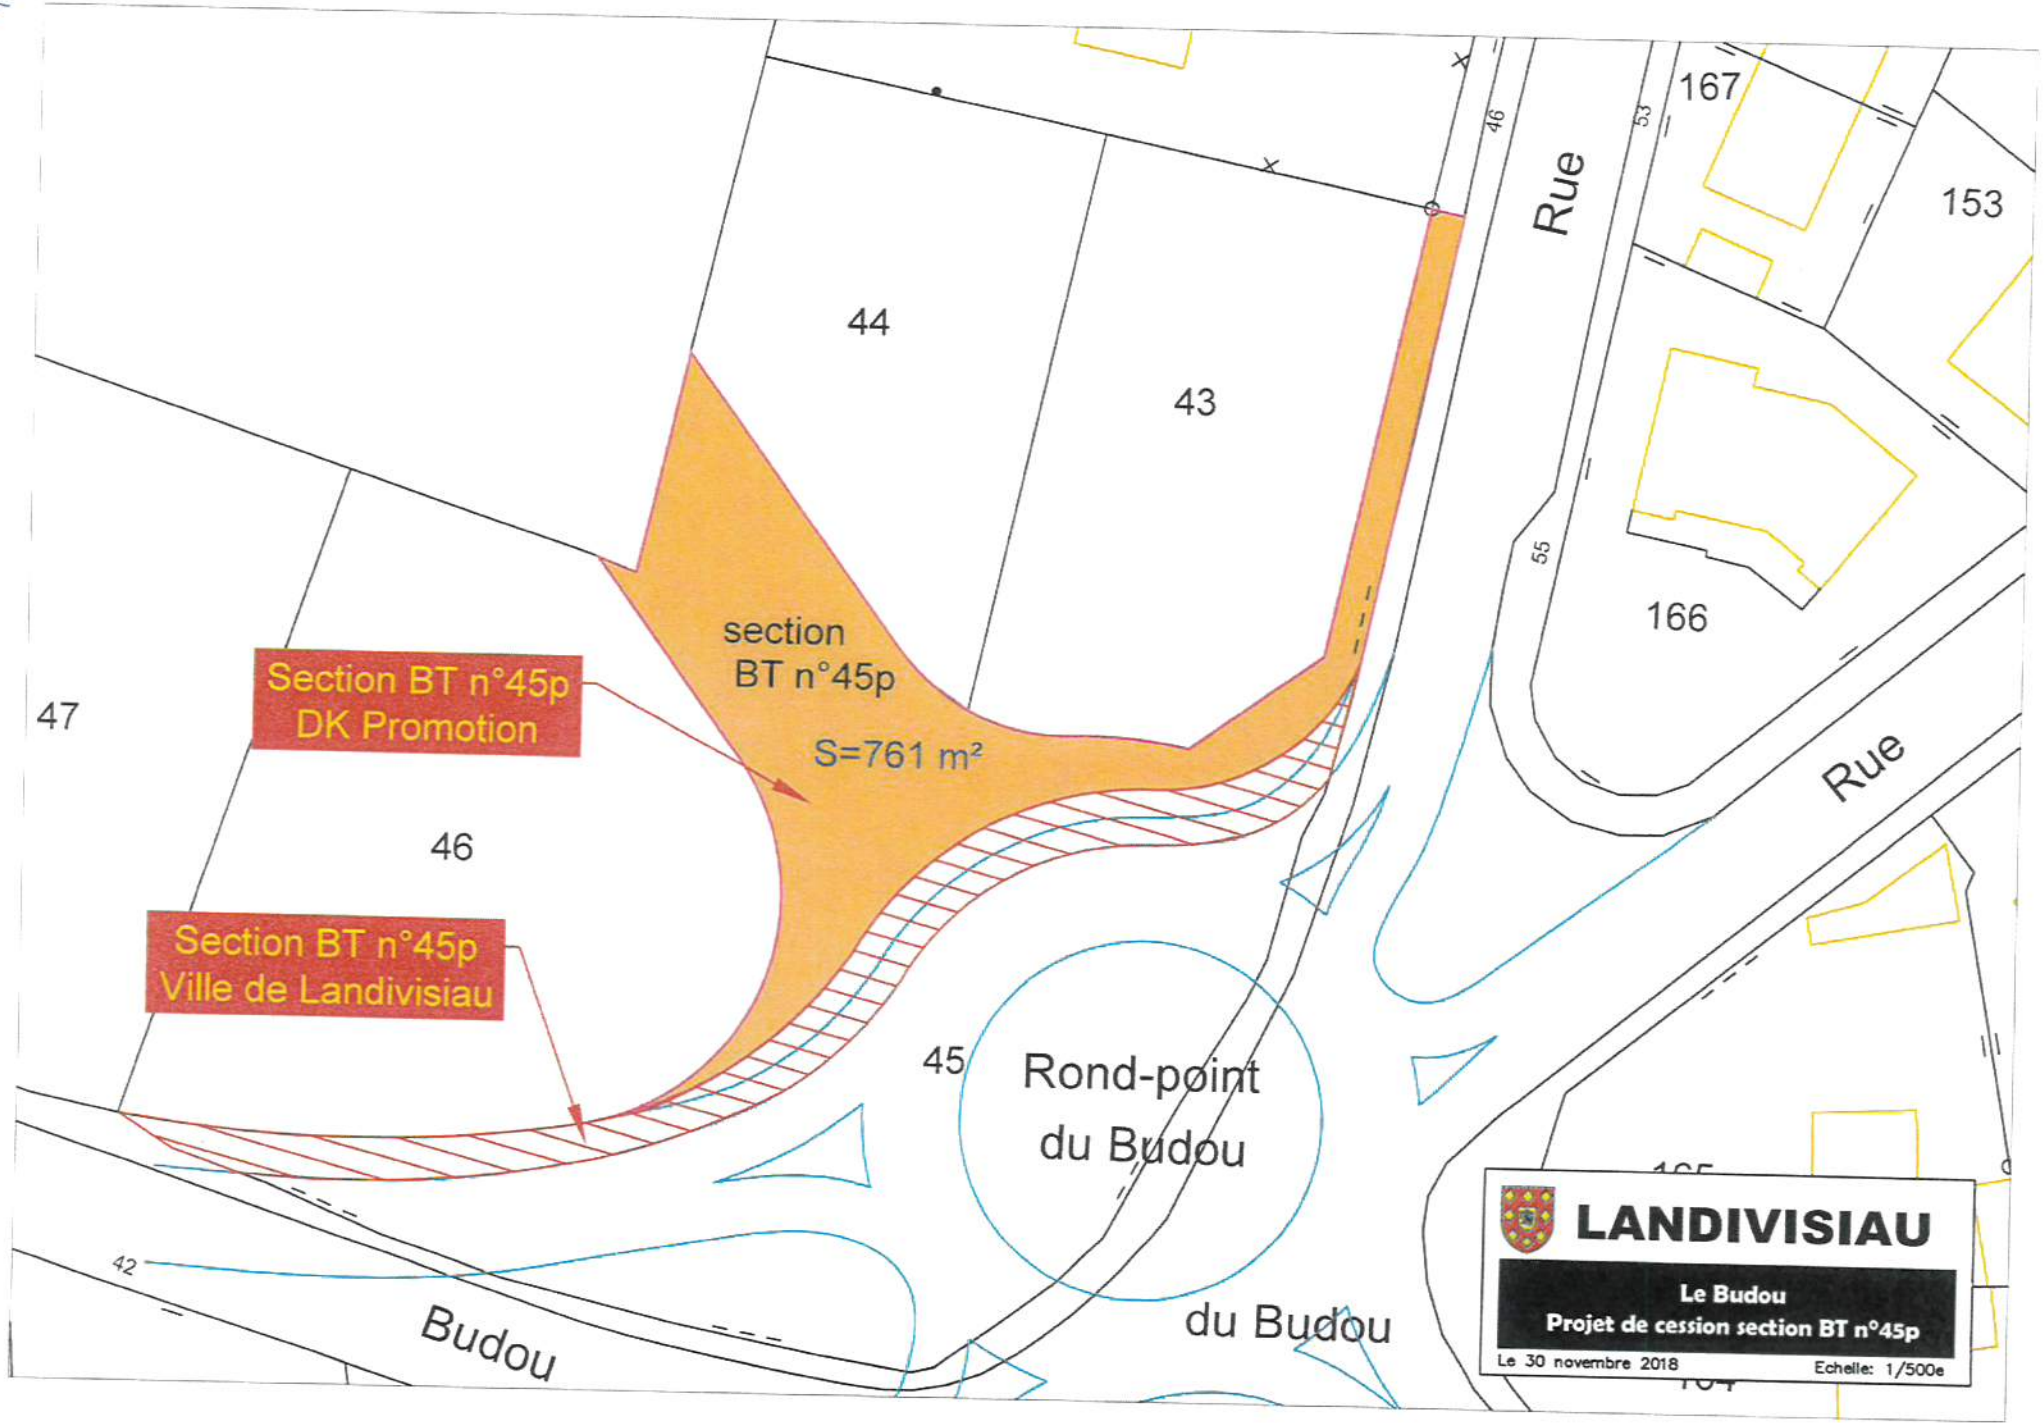 167
46
53
Rue
153
44
43
55
166
section
BT n°45p
Section BT n°45p
DK Promotion
47
S=761 m²
Rue
46
Section BT n°45p
Ville de Landivisiau
45
Rond-point
du Budou
42
Budou
du Budou
LANDIVISIAU
Le Budou
Projet de cession section BT n°45p
Le 30 novembre 2018
Echelle: 1/500e